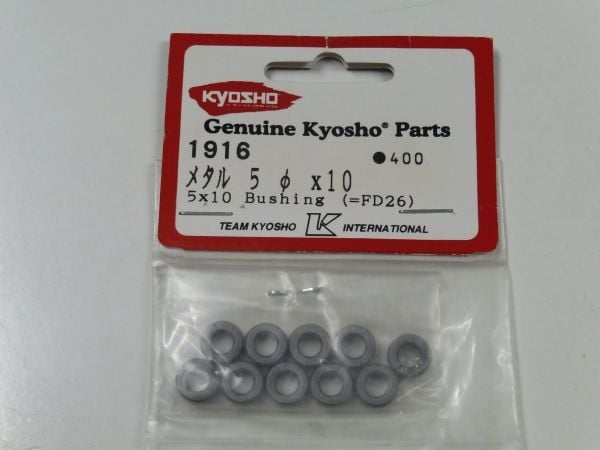 KYOSHO
Genuine Kyosho® Parts
1916 ●400
メタル 5 φ x10
5x10 Bushing (=FD26)
TEAM KYOSHO K INTERNATIONAL